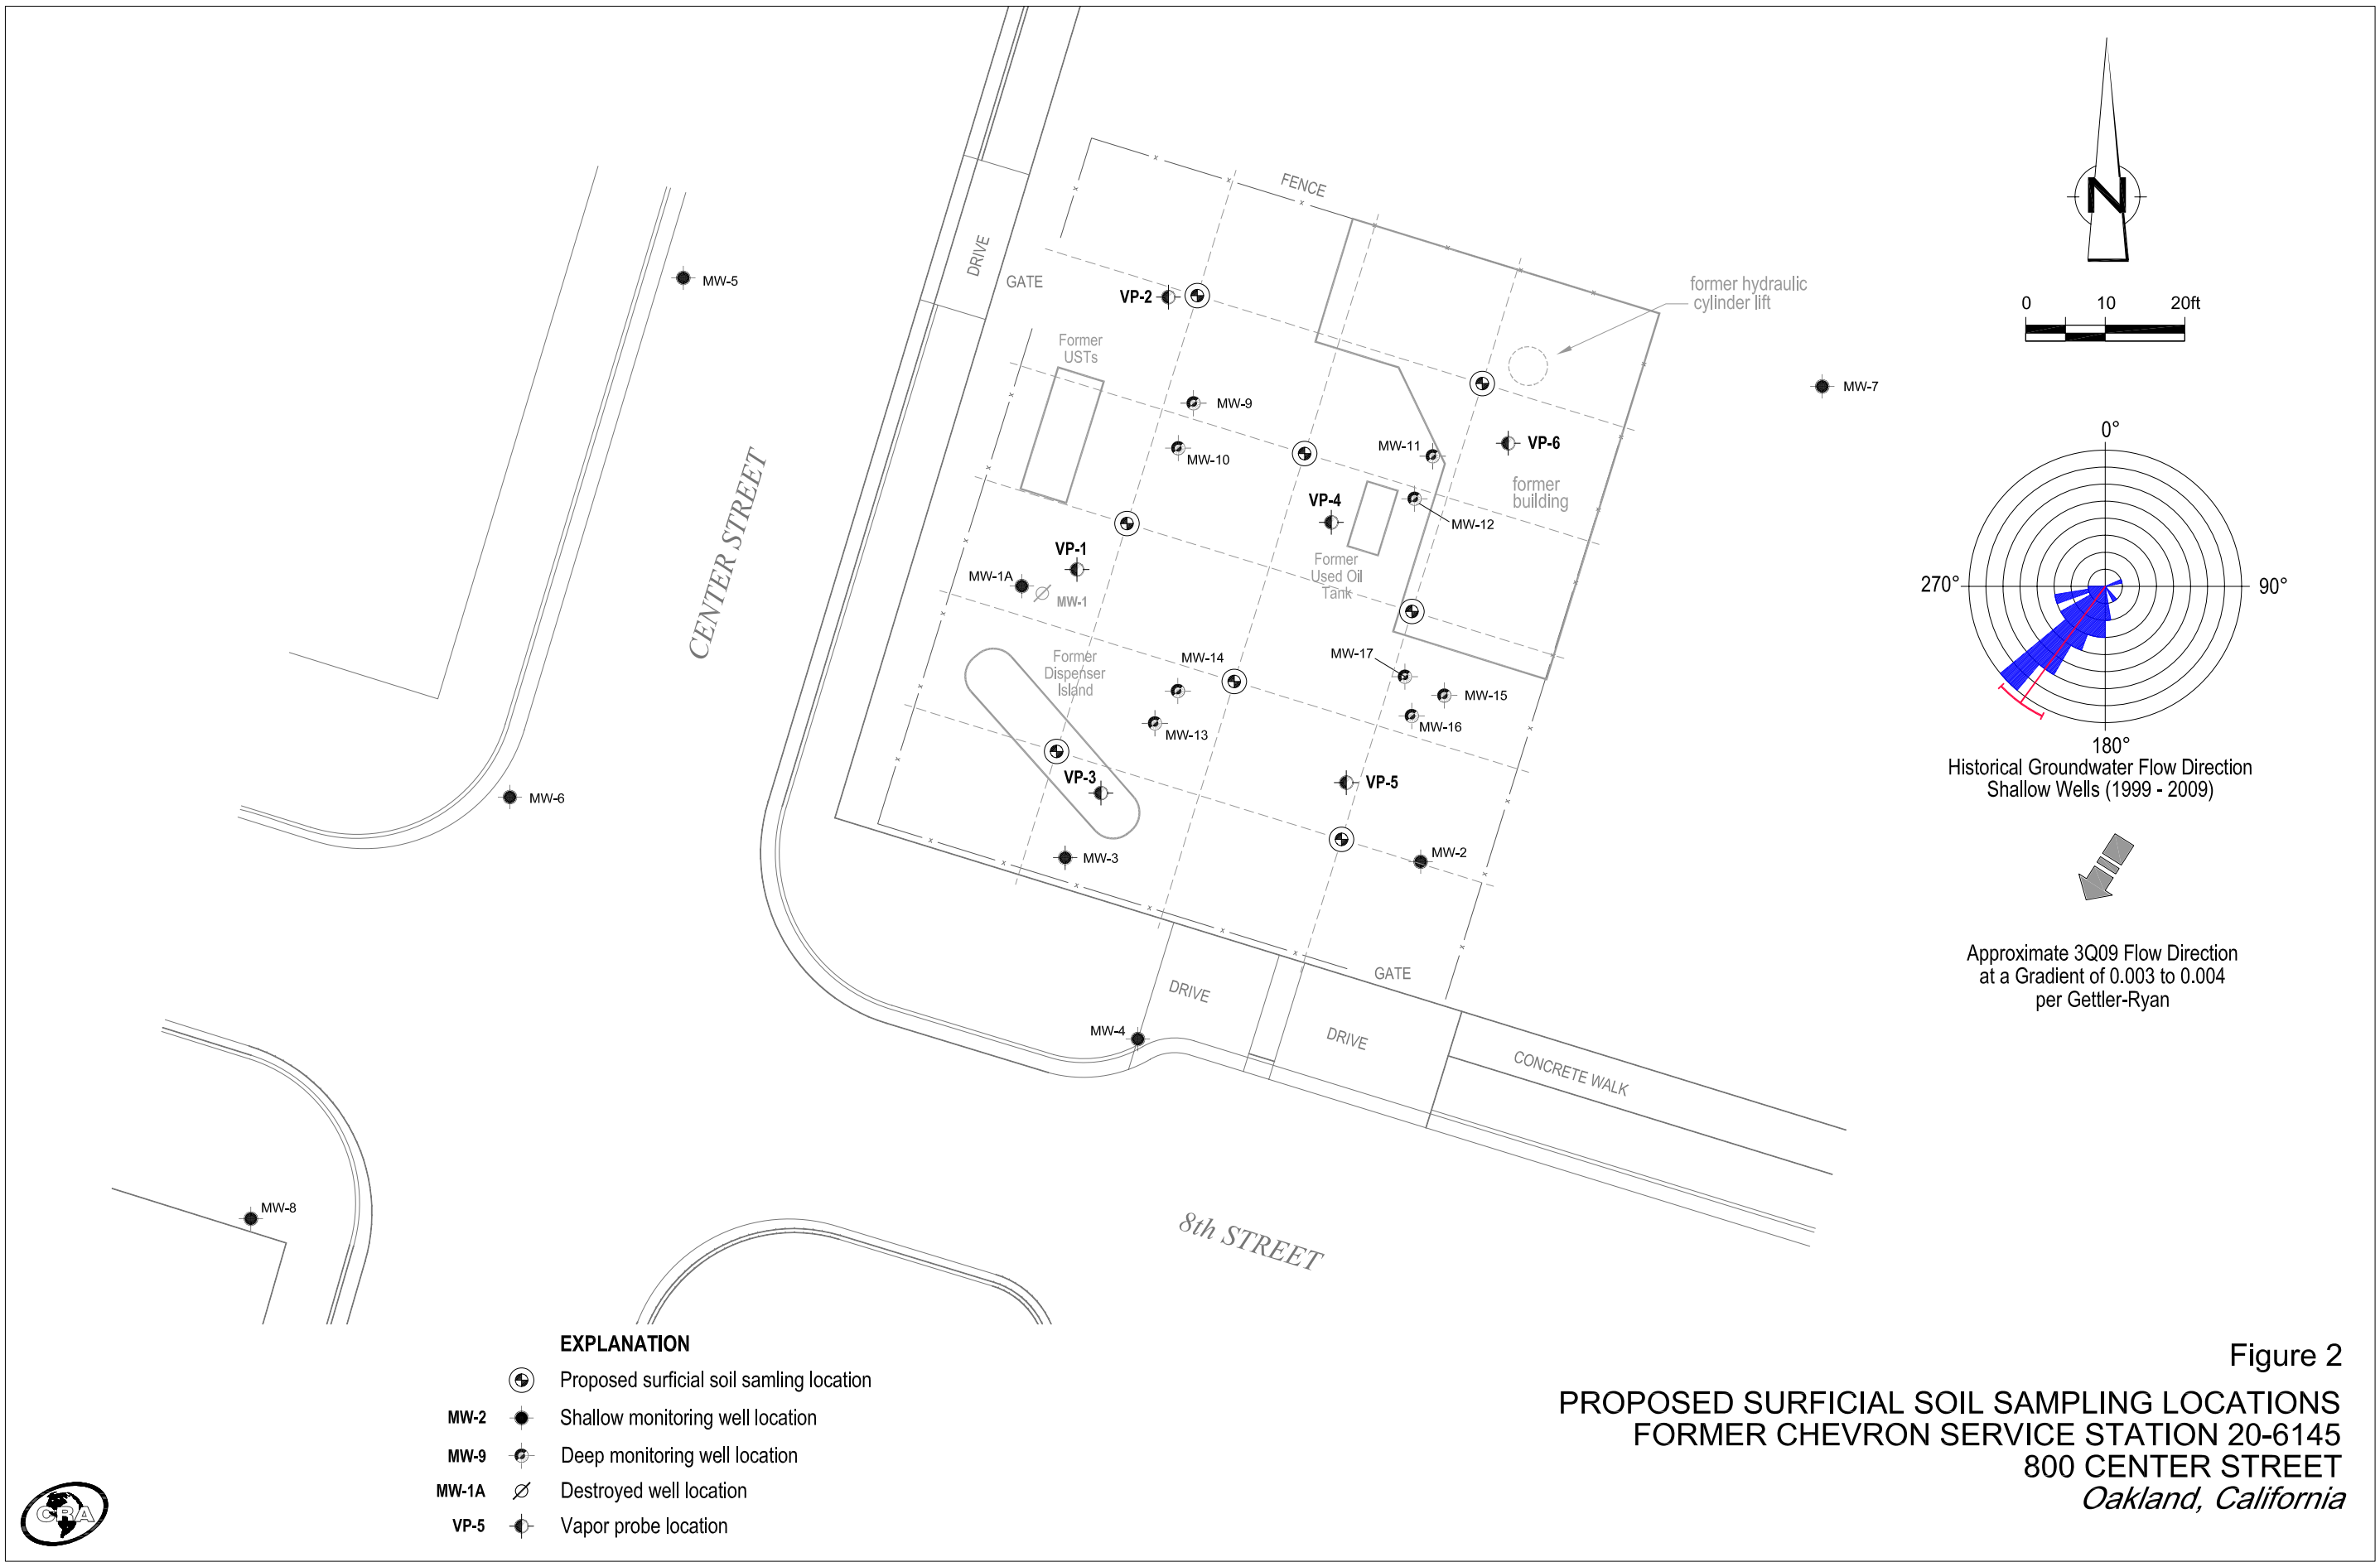 FENCE
DRIVE
GATE
former hydraulic
cylinder lift
N
0 10 20ft
MW-5
VP-2
Former
USTs
MW-9
MW-10
MW-11
VP-6
MW-7
VP-4
former
building
MW-12
CENTER STREET
VP-1
MW-1A
MW-1
Former
Used Oil
Tank
0°
270°
90°
180°
Historical Groundwater Flow Direction
Shallow Wells (1999 - 2009)
Former
Dispenser
Island
MW-14
MW-17
MW-15
MW-16
MW-13
VP-3
VP-5
MW-6
MW-3
MW-2
Approximate 3Q09 Flow Direction
at a Gradient of 0.003 to 0.004
per Gettler-Ryan
GATE
DRIVE
DRIVE
MW-4
CONCRETE WALK
MW-8
8th STREET
EXPLANATION
Proposed surficial soil samling location
MW-2 Shallow monitoring well location
MW-9 Deep monitoring well location
MW-1A Destroyed well location
VP-5 Vapor probe location
CRA
Figure 2
PROPOSED SURFICIAL SOIL SAMPLING LOCATIONS
FORMER CHEVRON SERVICE STATION 20-6145
800 CENTER STREET
Oakland, California